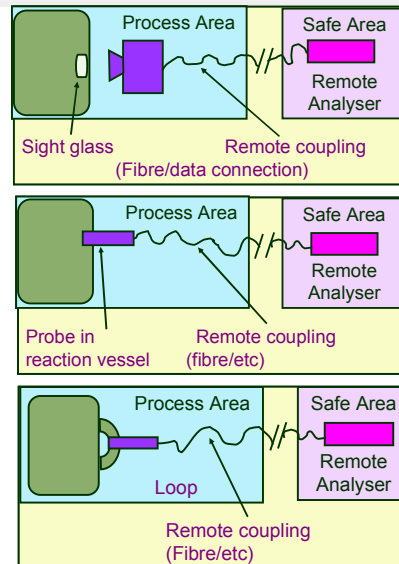 Process Area
Safe Area
Remote
Analyser
Sight glass
Remote coupling
(Fibre/data connection)
Process Area
Safe Area
Remote
Analyser
Probe in
reaction vessel
Remote coupling
(fibre/etc)
Process Area
Safe Area
Remote
Analyser
Loop
Remote coupling
(Fibre/etc)